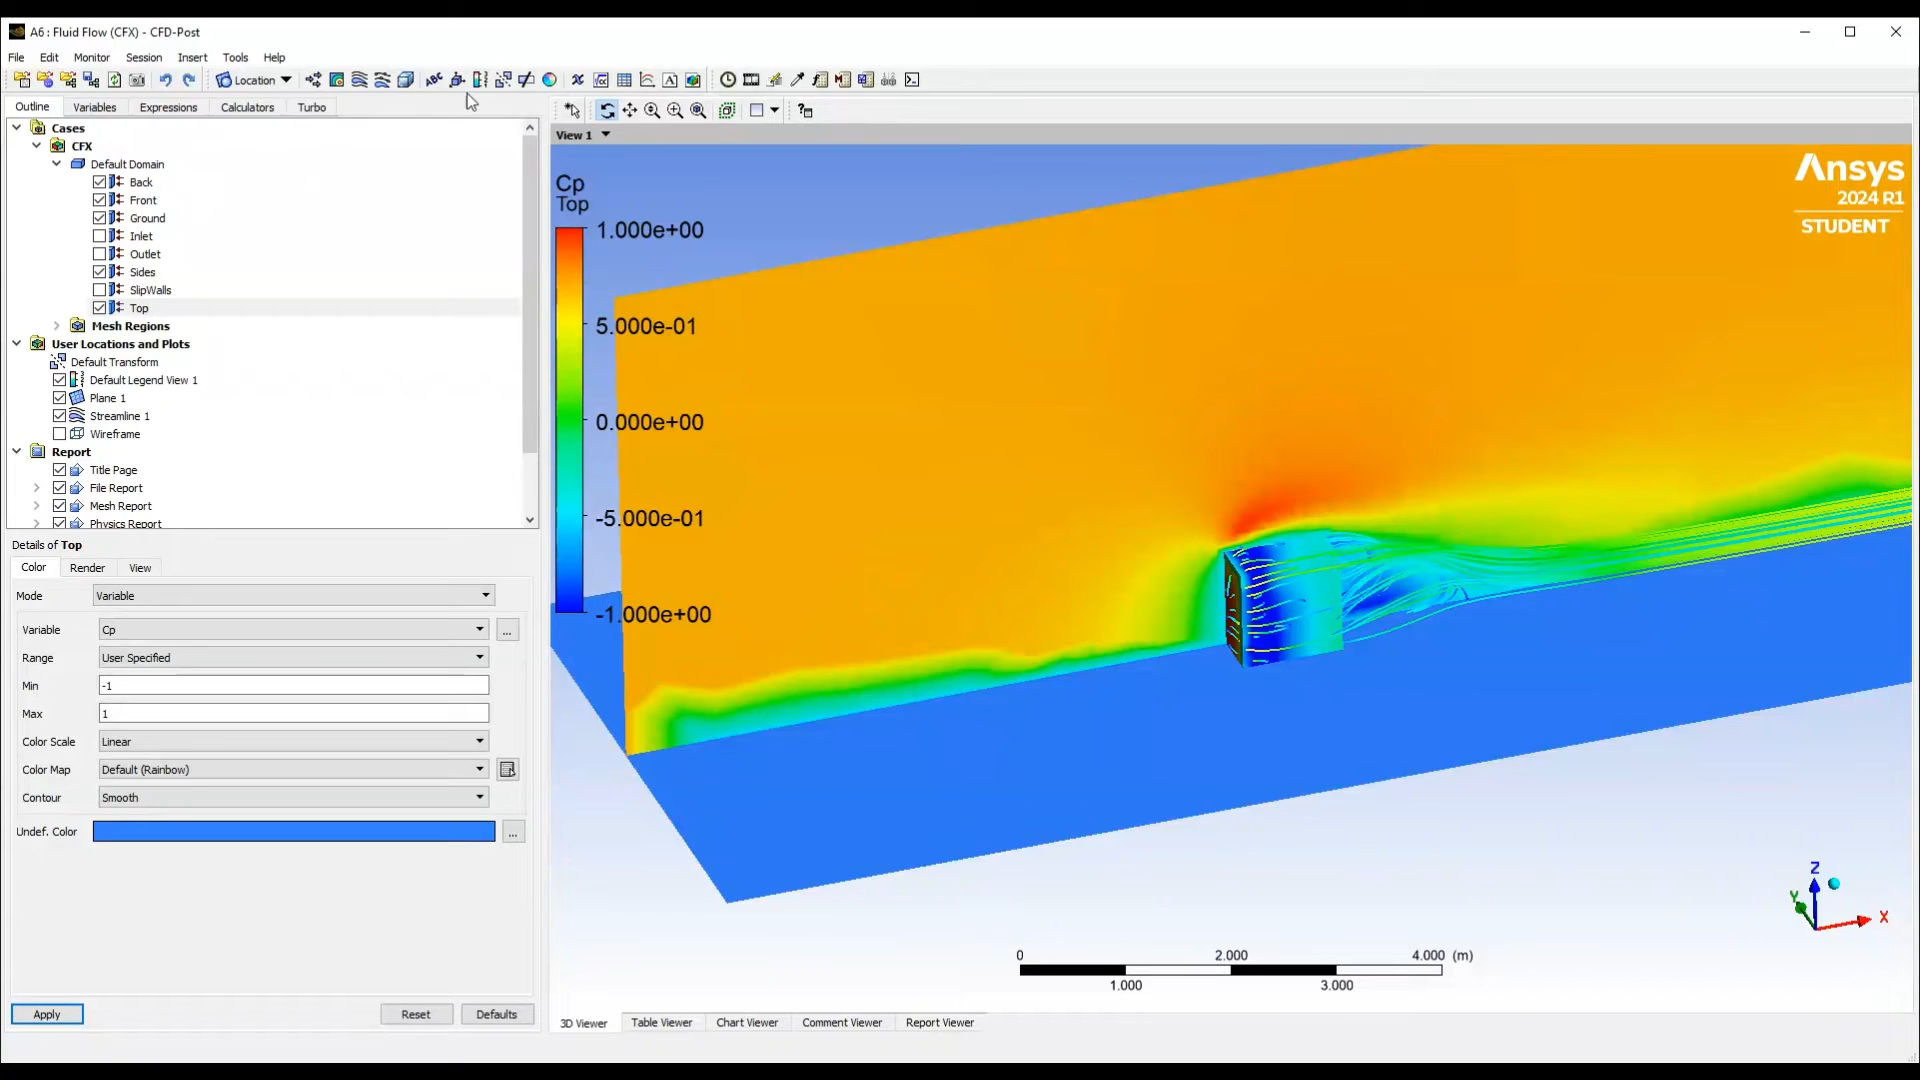 A6 : Fluid Flow (CFX) - CFD-Post
File Edit Monitor Session Insert Tools Help
Location
Outline Variables Expressions Calculators Turbo
Cases
CFX
Default Domain
Back
Front
Ground
Inlet
Outlet
Sides
SlipWalls
Top
Mesh Regions
User Locations and Plots
Default Transform
Default Legend View 1
Plane 1
Streamline 1
Wireframe
Report
Title Page
File Report
Mesh Report
Physics Report
Details of Top
Color Render View
Mode Variable
Variable Cp ...
Range User Specified
Min -1
Max 1
Color Scale Linear
Color Map Default (Rainbow)
Contour Smooth
Undef. Color ...
Apply Reset Defaults
View 1
Cp
Top
1.000e+00
5.000e-01
0.000e+00
-5.000e-01
-1.000e+00
Ansys
2024 R1
STUDENT
Z
Y
X
0 2.000 4.000 (m)
1.000 3.000
3D Viewer Table Viewer Chart Viewer Comment Viewer Report Viewer